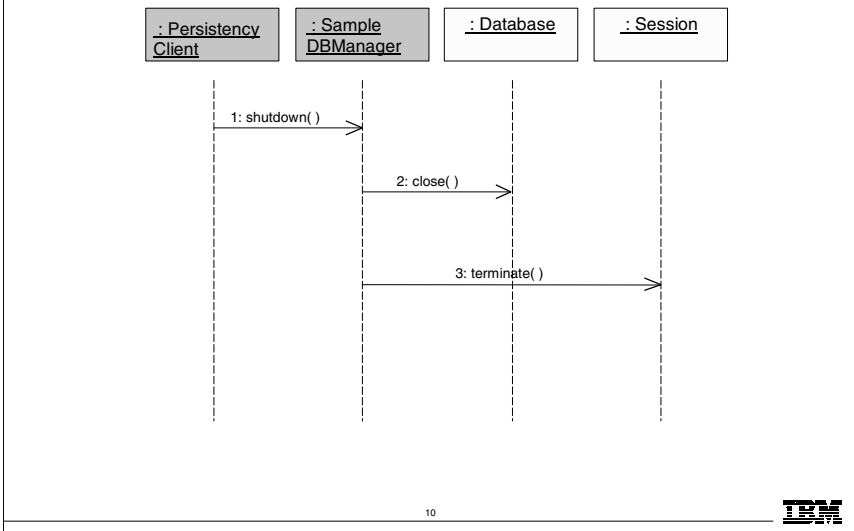 : Persistency
Client
: Sample
DBManager
: Database
: Session
1: shutdown( )
2: close( )
3: terminate( )
10
IBM